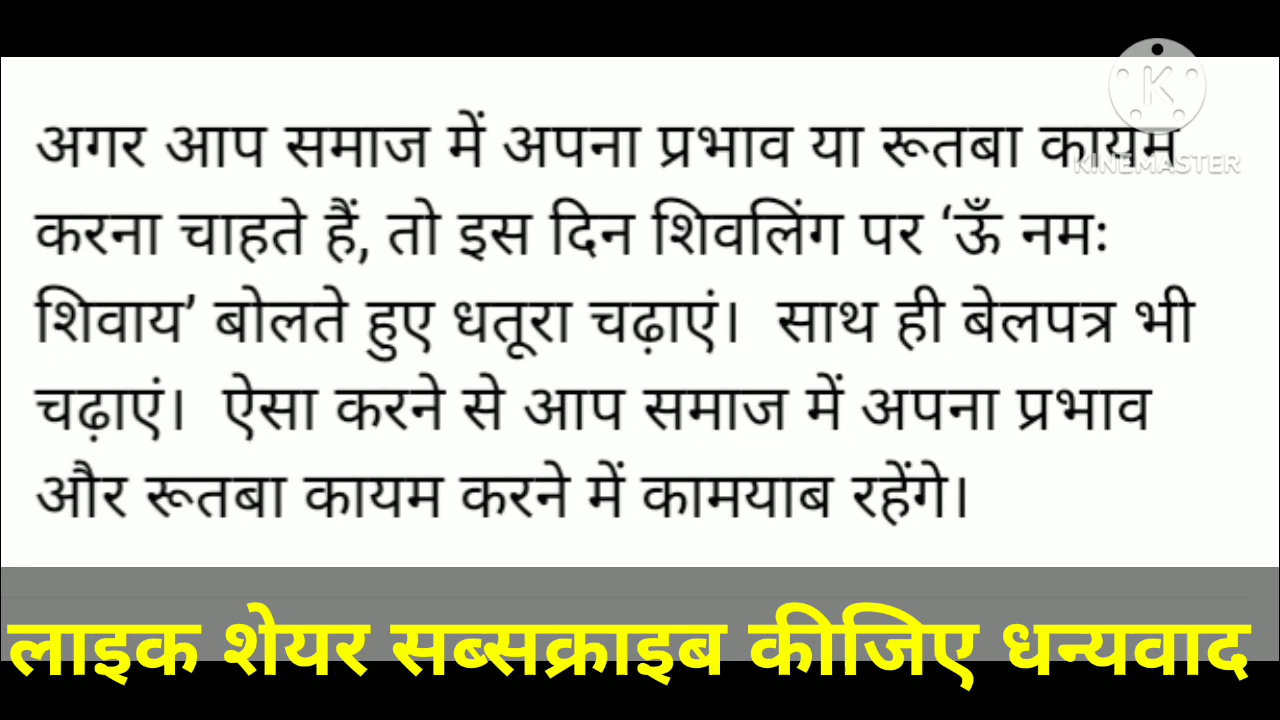 अगर आप समाज में अपना प्रभाव या रूतबा कायम
करना चाहते हैं, तो इस दिन शिवलिंग पर ‘ऊँ नमः
शिवाय’ बोलते हुए धतूरा चढ़ाएं।  साथ ही बेलपत्र भी
चढ़ाएं।  ऐसा करने से आप समाज में अपना प्रभाव
और रूतबा कायम करने में कामयाब रहेंगे।
K
KINEMASTER
लाइक शेयर सब्सक्राइब कीजिए धन्यवाद